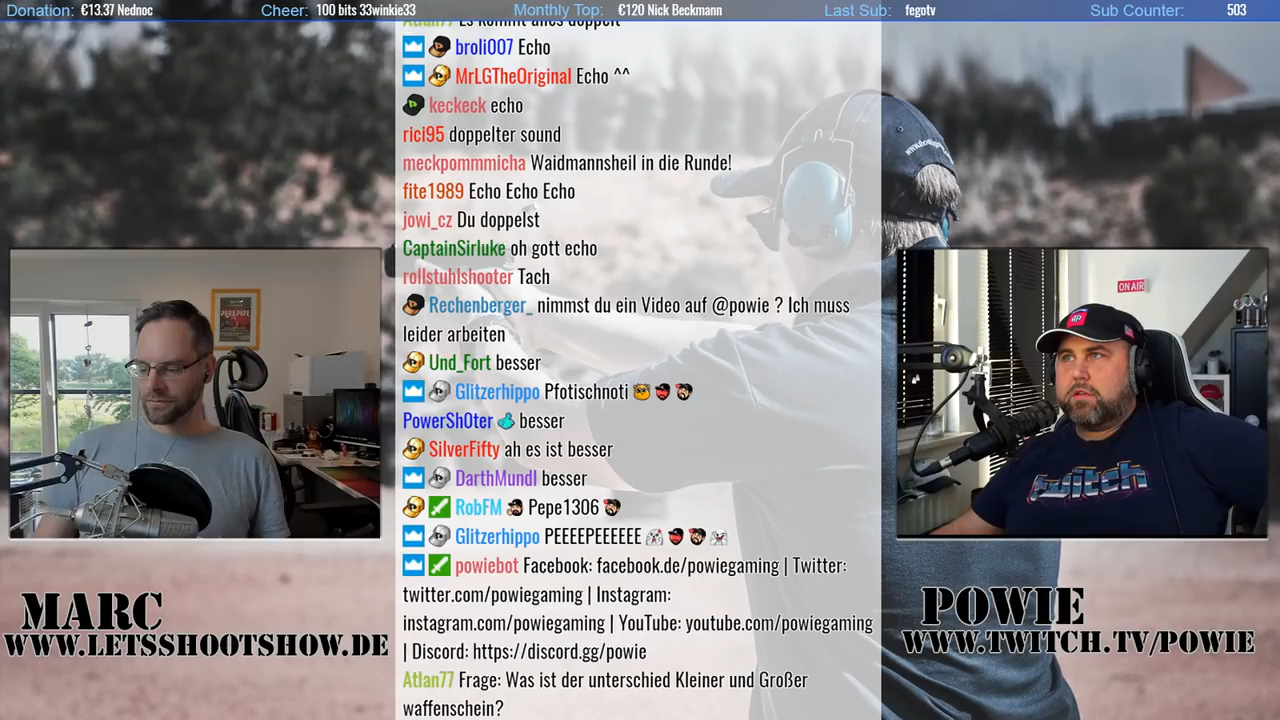 Donation: €13.37 Nednoc Cheer: 100 bits 33winkie33 Monthly Top: €120 Nick Beckmann Last Sub: fegotv Sub Counter: 503
Atlan77 Es kommt alles doppelt
broli007 Echo
MrLGTheOriginal Echo ^^
keckeck echo
rici95 doppelter sound
meckpommmicha Waidmannsheil in die Runde!
fite1989 Echo Echo Echo
jowi_cz Du doppelst
CaptainSirluke oh gott echo
rollstuhlshooter Tach
Rechenberger_ nimmst du ein Video auf @powie ? Ich muss
leider arbeiten
Und_Fort besser
Glitzerhippo Pfotischnoti
PowerSh0ter besser
SilverFifty ah es ist besser
DarthMundl besser
RobFM Pepe1306
Glitzerhippo PEEEEPEEEEEE
powiebot Facebook: facebook.de/powiegaming | Twitter:
twitter.com/powiegaming | Instagram:
instagram.com/powiegaming | YouTube: youtube.com/powiegaming
| Discord: https://discord.gg/powie
Atlan77 Frage: Was ist der unterschied Kleiner und Großer
waffenschein?
MARC
WWW.LETSSHOOTSHOW.DE
ON AIR
twitch
POWIE
WWW.TWITCH.TV/POWIE